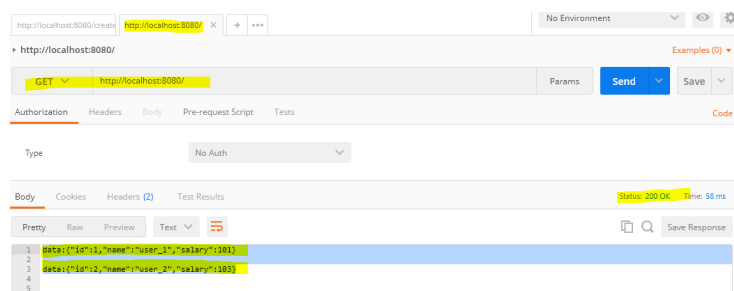 http://localhost:8080/create http://localhost:8080/ × + ••• No Environment
http://localhost:8080/ Examples (0)
GET http://localhost:8080/ Params Send Save
Authorization Headers Body Pre-request Script Tests Code
Type No Auth
Body Cookies Headers (2) Test Results Status: 200 OK Time: 58 ms
Pretty Raw Preview Text Save Response
1 data:{"id":1,"name":"user_1","salary":101}
2
3 data:{"id":2,"name":"user_2","salary":103}
4
5